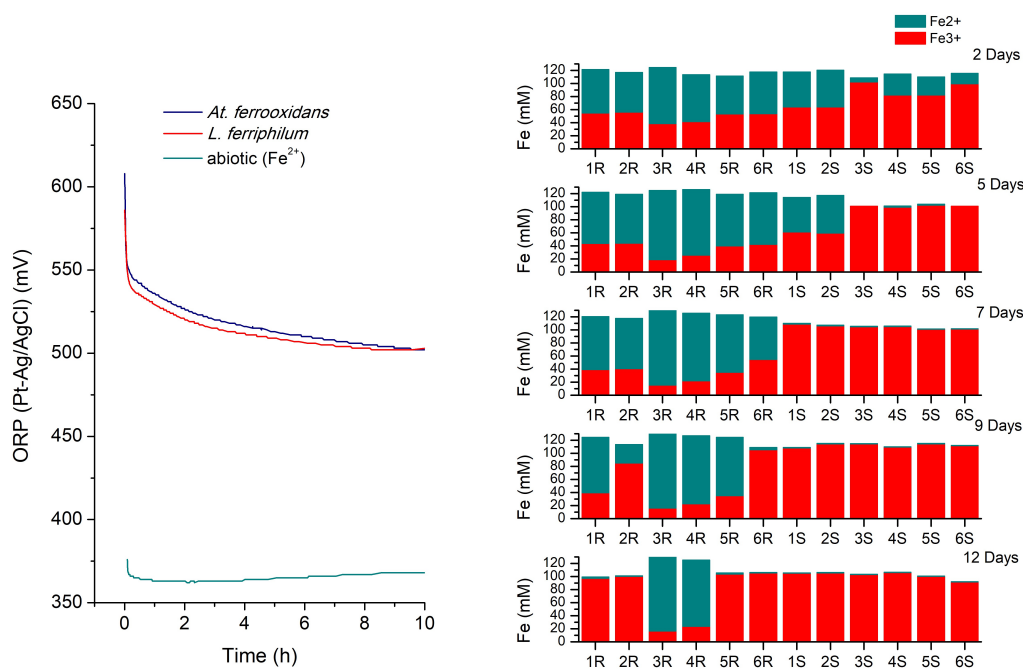 650
600
550
500
450
400
350
ORP (Pt-Ag/AgCl) (mV)
At. ferrooxidans
L. ferriphilum
abiotic (Fe2+)
0 2 4 6 8 10
Time (h)
Fe2+
Fe3+
2 Days
120
100
80
60
40
20
0
Fe (mM)
1R 2R 3R 4R 5R 6R 1S 2S 3S 4S 5S 6S
5 Days
120
100
80
60
40
20
0
Fe (mM)
1R 2R 3R 4R 5R 6R 1S 2S 3S 4S 5S 6S
7 Days
120
100
80
60
40
20
0
Fe (mM)
1R 2R 3R 4R 5R 6R 1S 2S 3S 4S 5S 6S
9 Days
120
100
80
60
40
20
0
Fe (mM)
1R 2R 3R 4R 5R 6R 1S 2S 3S 4S 5S 6S
12 Days
120
100
80
60
40
20
0
Fe (mM)
1R 2R 3R 4R 5R 6R 1S 2S 3S 4S 5S 6S